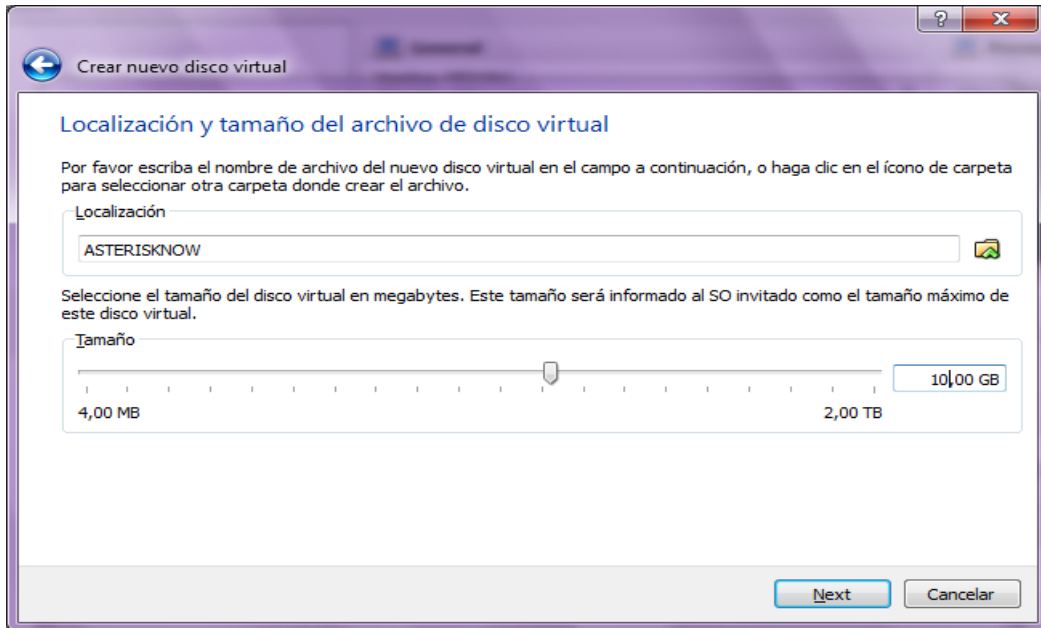 Crear nuevo disco virtual
Localización y tamaño del archivo de disco virtual
Por favor escriba el nombre de archivo del nuevo disco virtual en el campo a continuación, o haga clic en el ícono de carpeta
para seleccionar otra carpeta donde crear el archivo.
Localización
ASTERISKNOW
Seleccione el tamaño del disco virtual en megabytes. Este tamaño será informado al SO invitado como el tamaño máximo de
este disco virtual.
Tamaño
10,00 GB
4,00 MB 2,00 TB
Next Cancelar